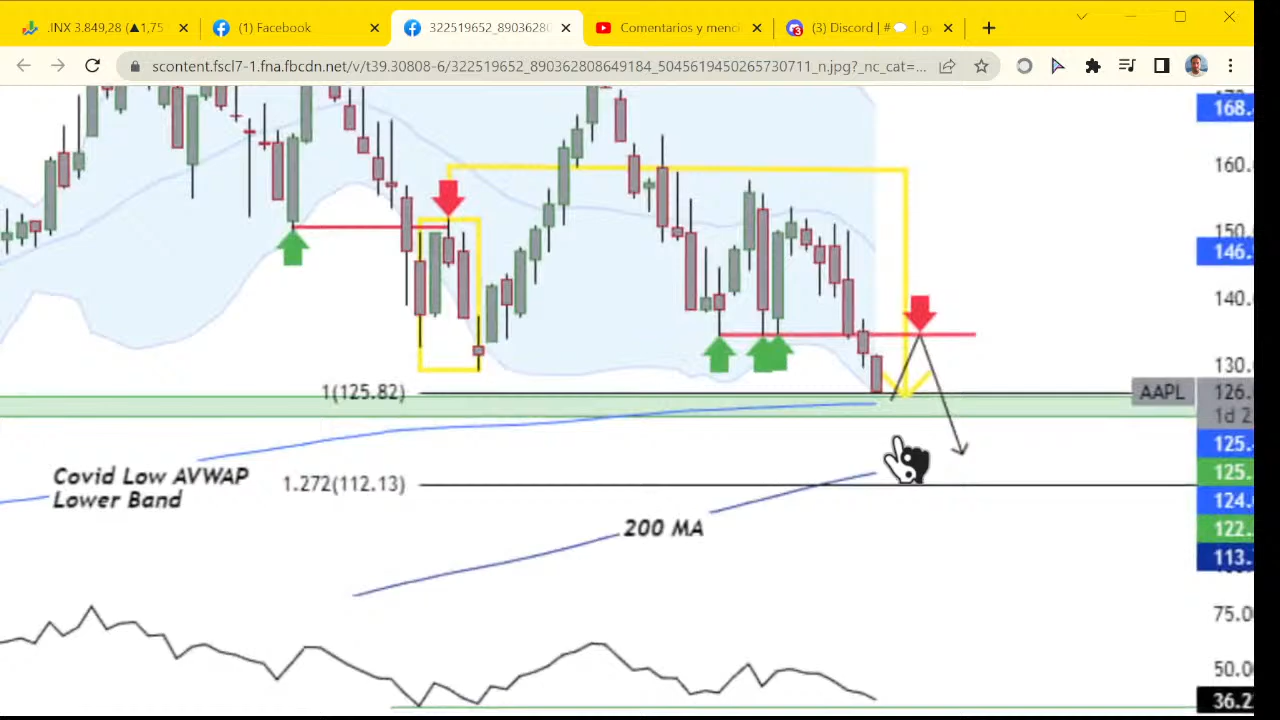 .INX 3.849,28 (▲1,75
(1) Facebook
322519652_8903628
Comentarios y menci
(3) Discord | #
scontent.fscl7-1.fna.fbcdn.net/v/t39.30808-6/322519652_890362808649184_5045619450265730711_n.jpg?_nc_cat=...
168.
160.
150.
146.
140.
130.
1(125.82)
AAPL
126.
1d 2
125.
Covid Low AVWAP
Lower Band
1.272(112.13)
125.
124.
200 MA
122.
113.
75.0
50.0
36.2